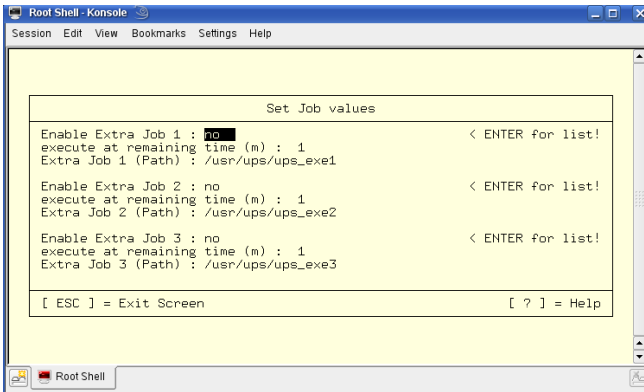 Root Shell - Konsole
Session Edit View Bookmarks Settings Help
Set Job values
Enable Extra Job 1 : no < ENTER for list!
execute at remaining time (m) : 1
Extra Job 1 (Path) : /usr/ups/ups_exe1
Enable Extra Job 2 : no < ENTER for list!
execute at remaining time (m) : 1
Extra Job 2 (Path) : /usr/ups/ups_exe2
Enable Extra Job 3 : no < ENTER for list!
execute at remaining time (m) : 1
Extra Job 3 (Path) : /usr/ups/ups_exe3
[ ESC ] = Exit Screen [ ? ] = Help
Root Shell